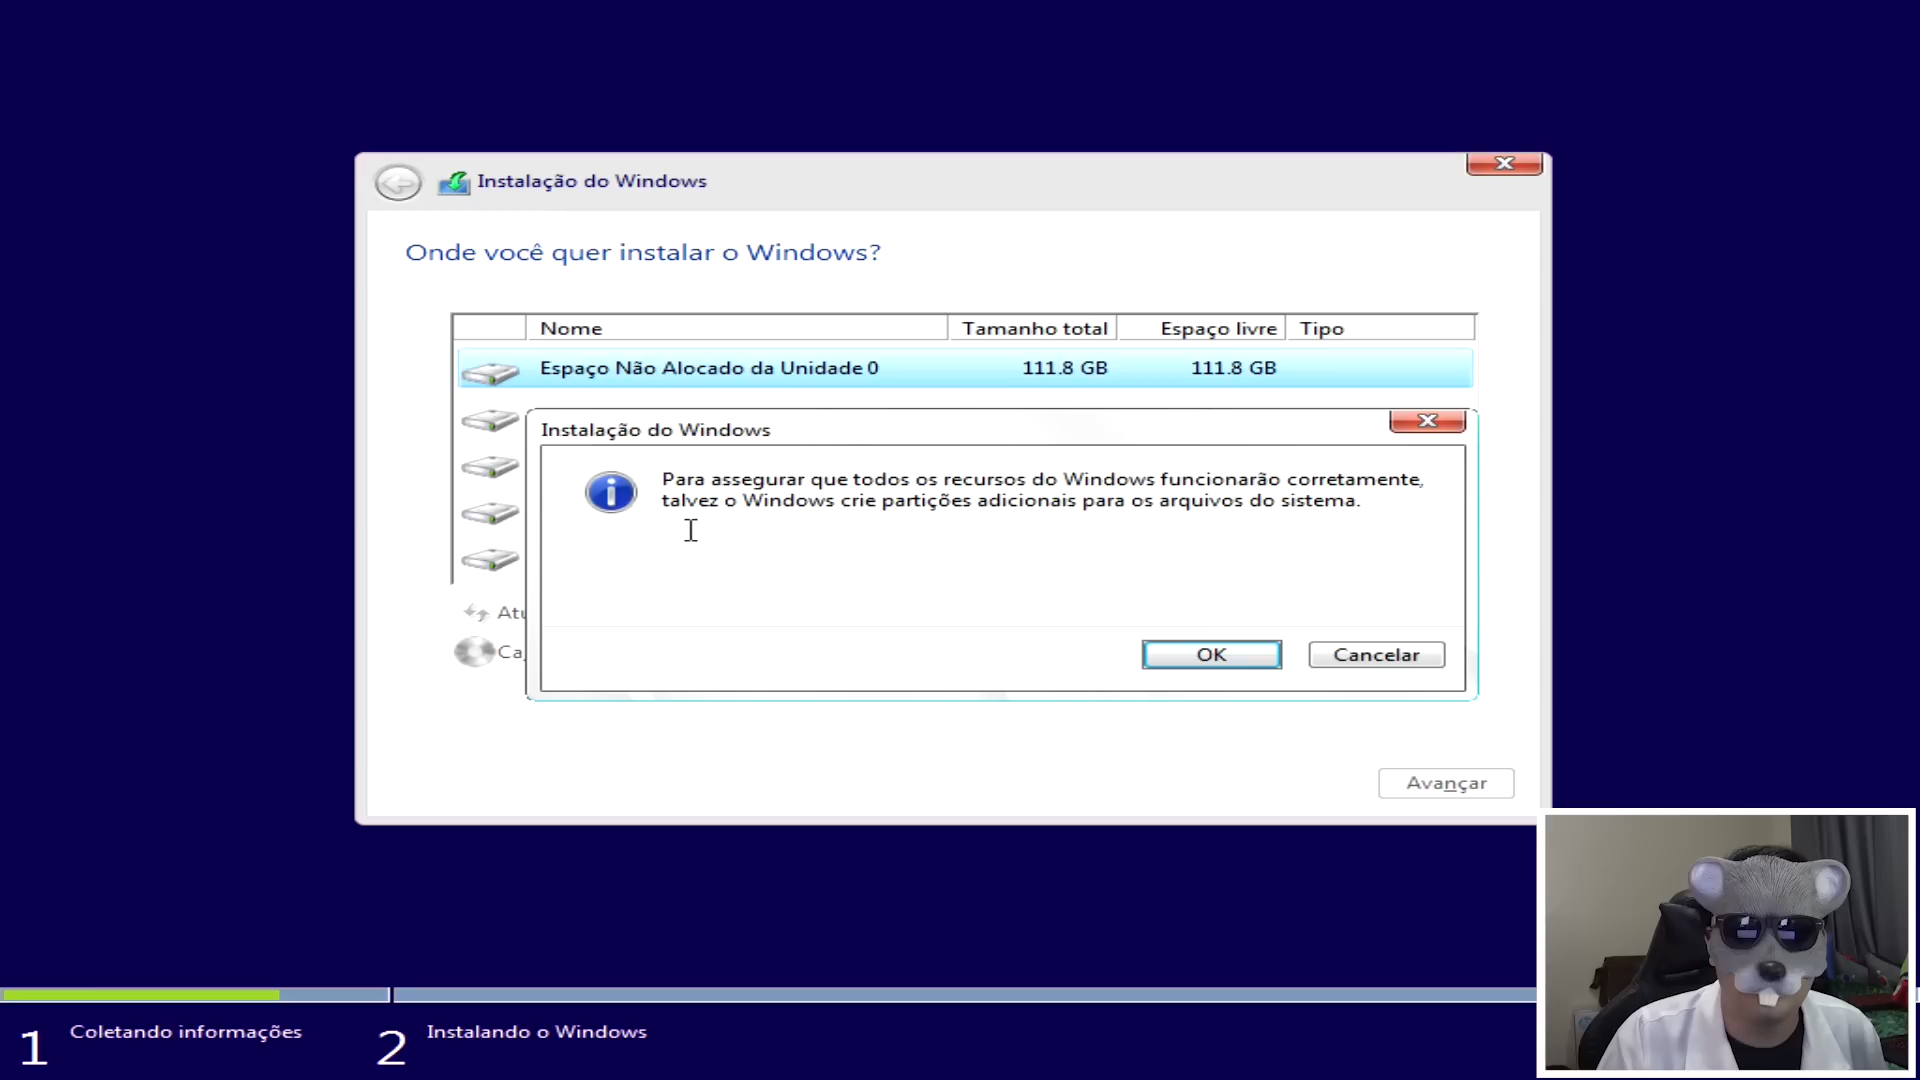 Instalação do Windows
Onde você quer instalar o Windows?
Nome Tamanho total Espaço livre Tipo
Espaço Não Alocado da Unidade 0 111.8 GB 111.8 GB
Instalação do Windows
Para assegurar que todos os recursos do Windows funcionarão corretamente,
talvez o Windows crie partições adicionais para os arquivos do sistema.
OK Cancelar
Avançar
1 Coletando informações 2 Instalando o Windows